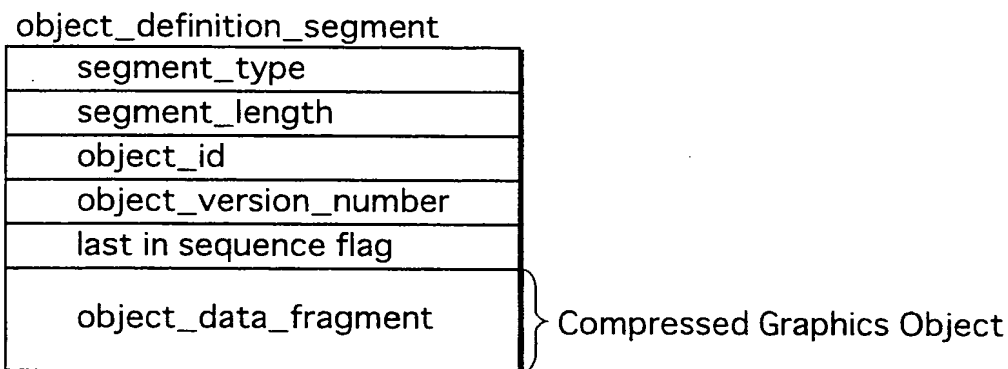 object_definition_segment
segment_type
segment_length
object_id
object_version_number
last in sequence flag
object_data_fragment
Compressed Graphics Object